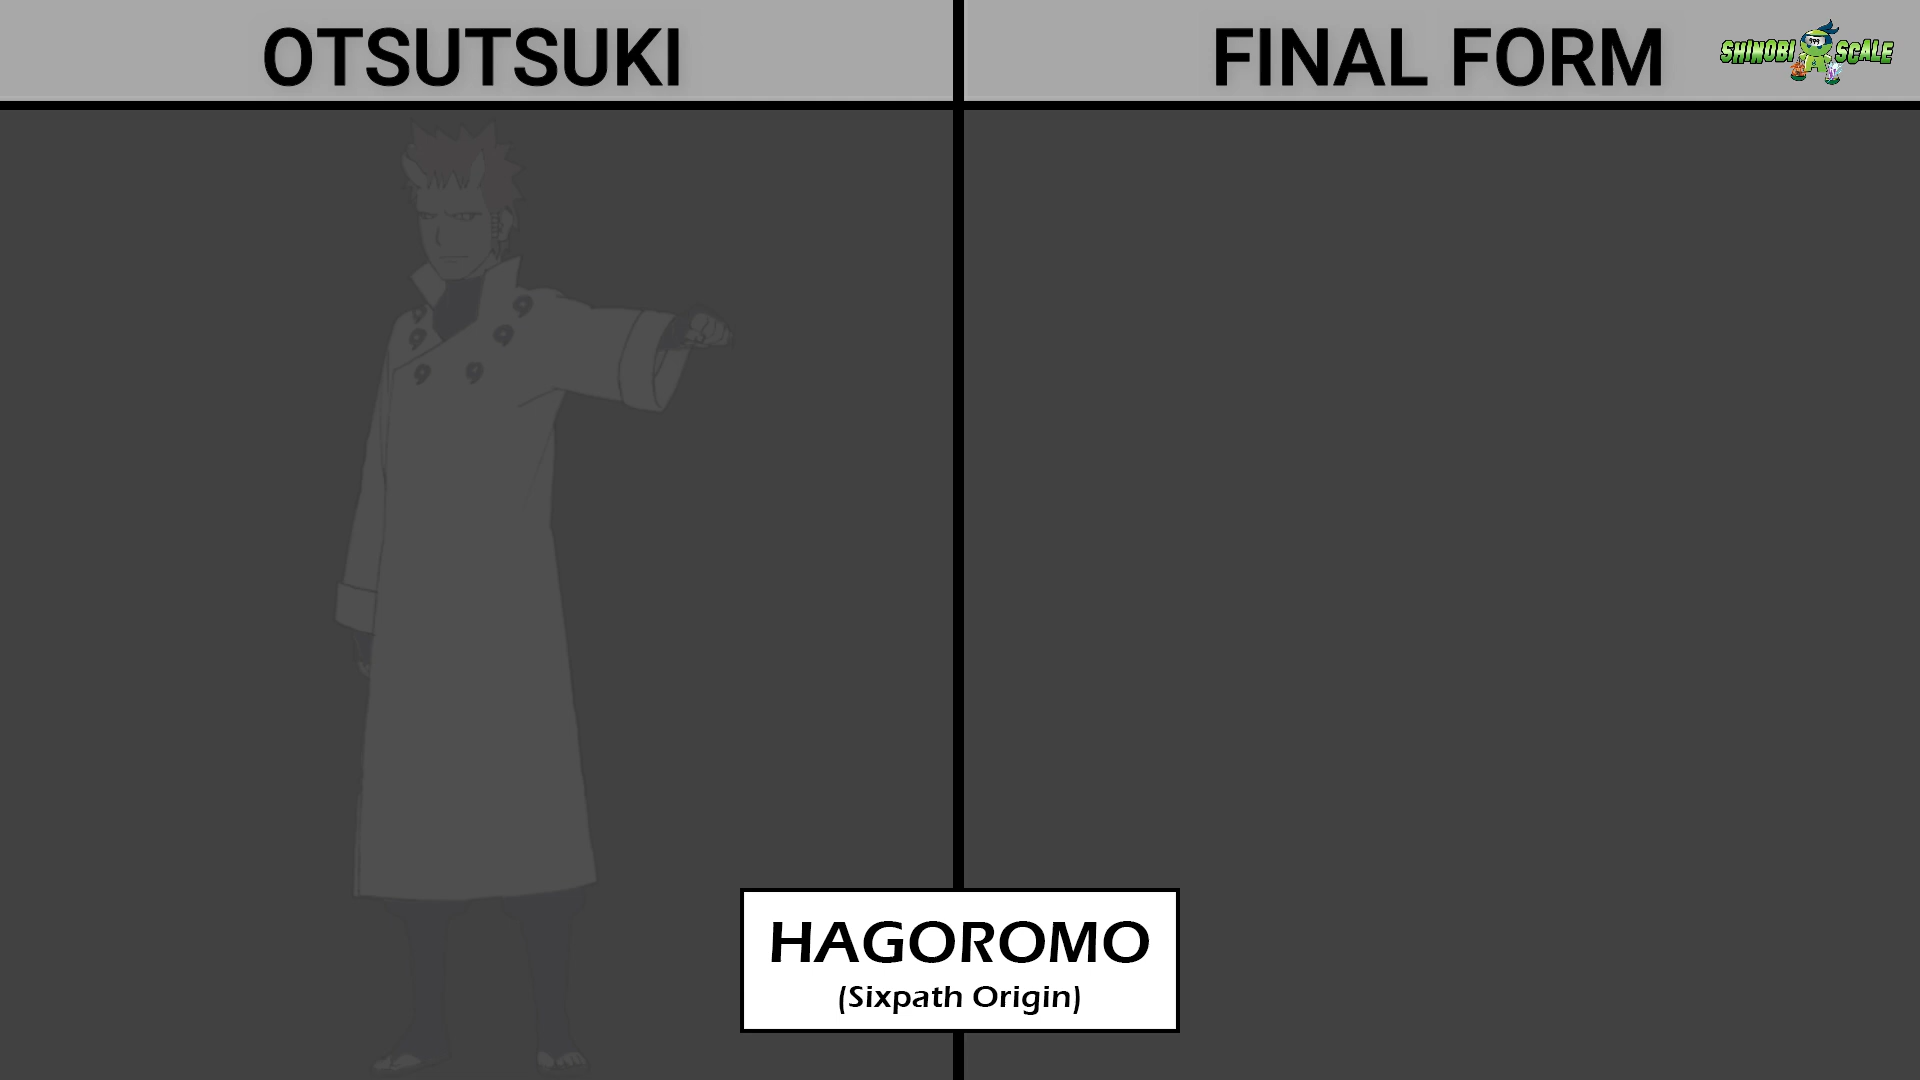 OTSUTSUKI
FINAL FORM
SHINOBI SCALE
HAGOROMO
(Sixpath Origin)